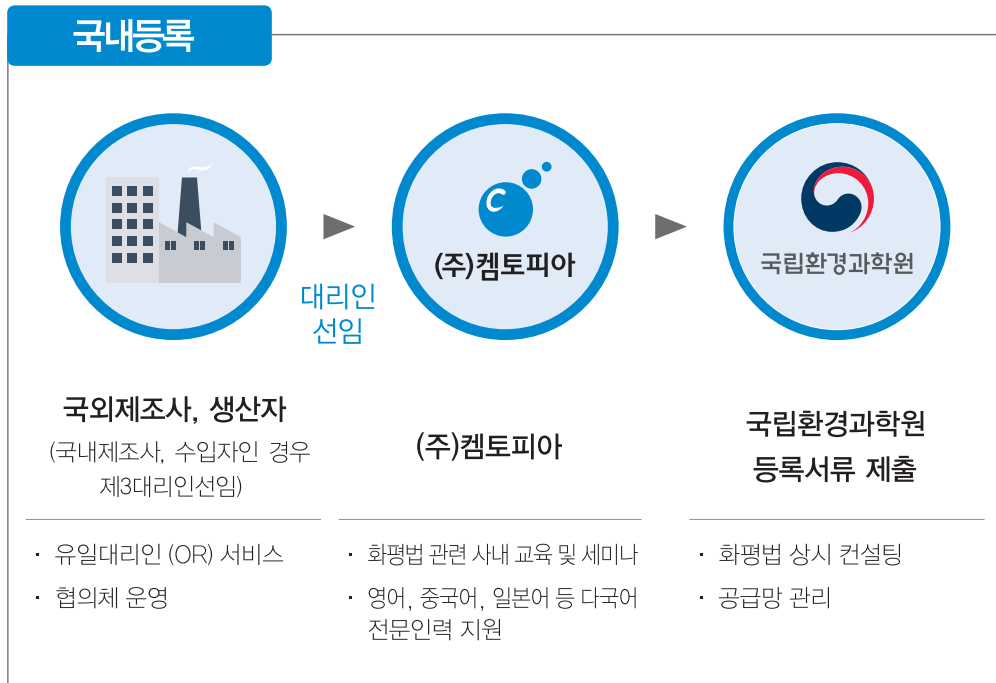 국내등록
(주)켐토피아
국립환경과학원
대리인
선임
국외제조사, 생산자
(국내제조사, 수입자인 경우
제3대리인선임)
(주)켐토피아
국립환경과학원
등록서류 제출
· 유일대리인 (OR) 서비스
· 협의체 운영
· 화평법 관련 사내 교육 및 세미나
· 영어, 중국어, 일본어 등 다국어
전문인력 지원
· 화평법 상시 컨설팅
· 공급망 관리